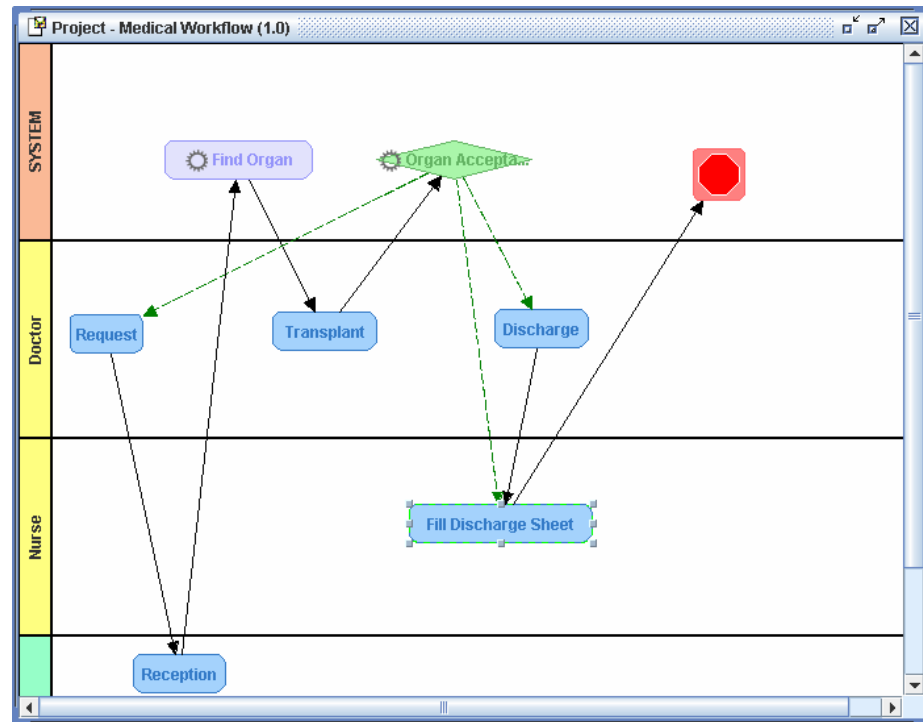 Project - Medical Workflow (1.0)
SYSTEM
Find Organ
Organ Accepta...
Doctor
Request
Transplant
Discharge
Nurse
Fill Discharge Sheet
Reception